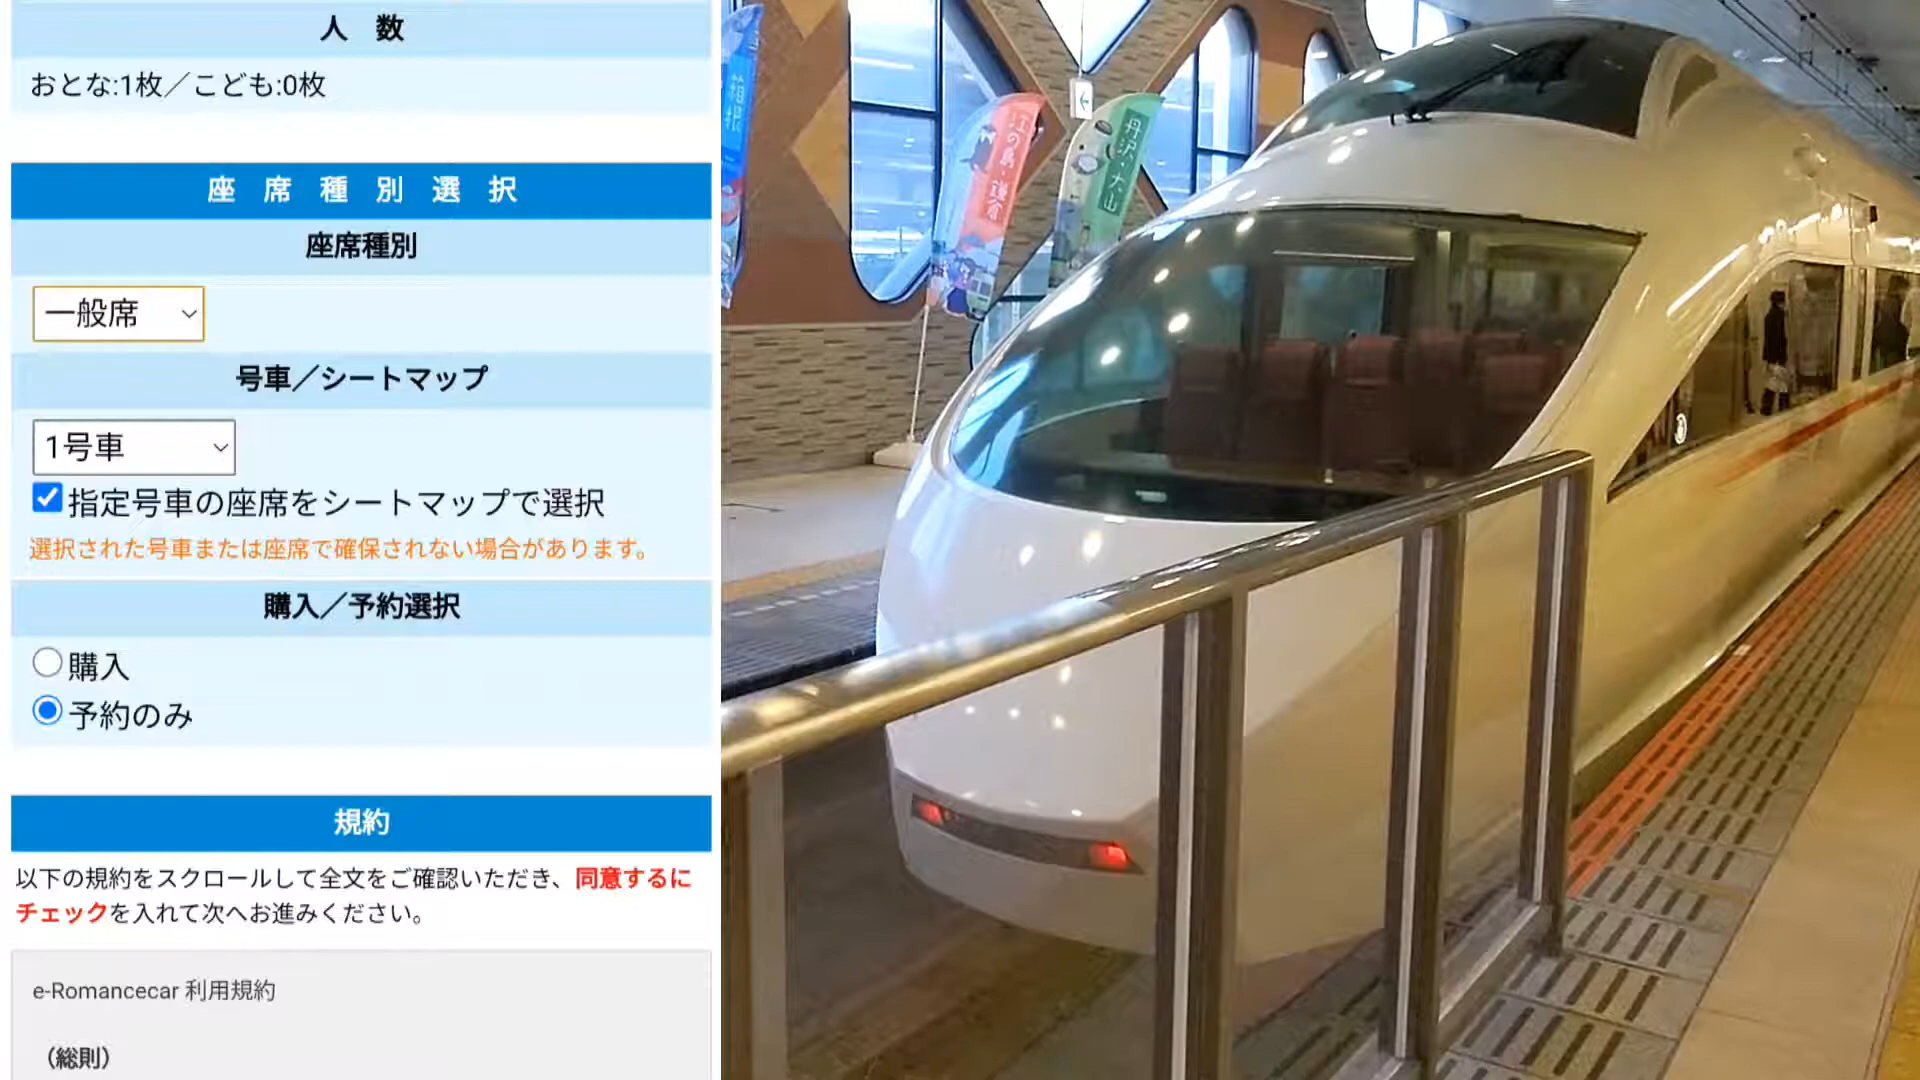 人 数
おとな:1枚／こども:0枚
座 席 種 別 選 択
座席種別
一般席
号車／シートマップ
1号車
指定号車の座席をシートマップで選択
選択された号車または座席で確保されない場合があります。
購入／予約選択
購入
予約のみ
規約
以下の規約をスクロールして全文をご確認いただき、同意するに
チェックを入れて次へお進みください。
e-Romancecar 利用規約
（総則）
箱根
江の島・鎌倉
丹沢・大山